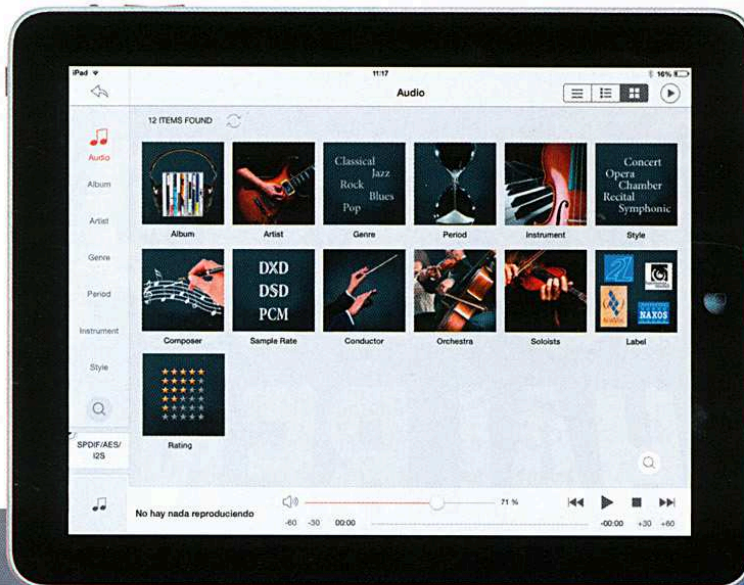 iPad
11:17
16%
Audio
12 ITEMS FOUND
Audio
Album
Artist
Genre
Period
Instrument
Style
SPDIF/AES/
I2S
Classical
Jazz
Rock
Blues
Pop
Concert
Opera
Chamber
Recital
Symphonic
Album
Artist
Genre
Period
Instrument
Style
DXD
DSD
PCM
NAXOS
Composer
Sample Rate
Conductor
Orchestra
Soloists
Label
Rating
No hay nada reproduciendo
71 %
-60 -30 00:00 -00:00 +30 +60